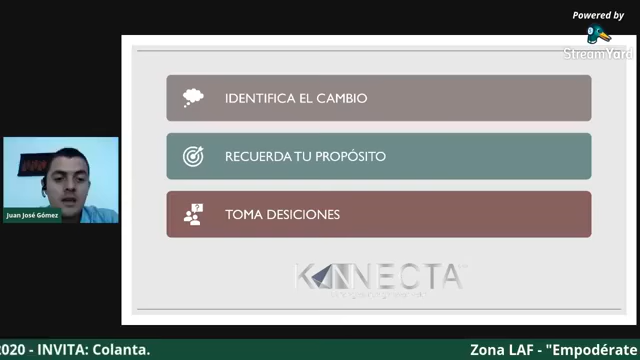 Powered by
StreamYard
IDENTIFICA EL CAMBIO
RECUERDA TU PROPÓSITO
TOMA DESICIONES
KONNECTA
Juan José Gómez
2020 - INVITA: Colanta.
Zona LAF - "Empodérate